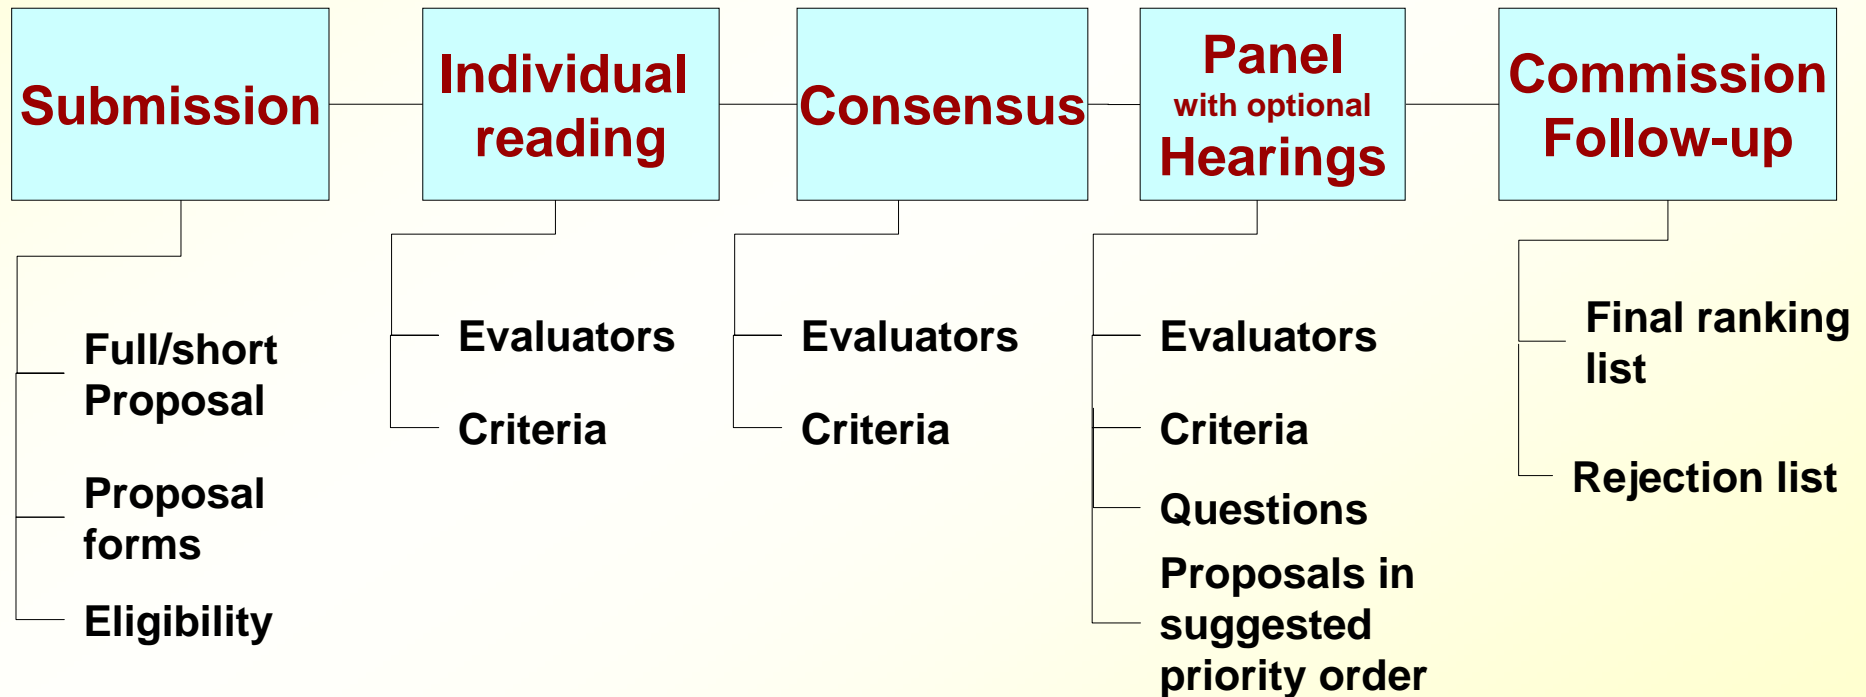 Submission
Individual
reading
Consensus
Panel
with optional
Hearings
Commission
Follow-up
Full/short
Proposal
Proposal
forms
Eligibility
Evaluators
Criteria
Evaluators
Criteria
Evaluators
Criteria
Questions
Proposals in
suggested
priority order
Final ranking
list
Rejection list